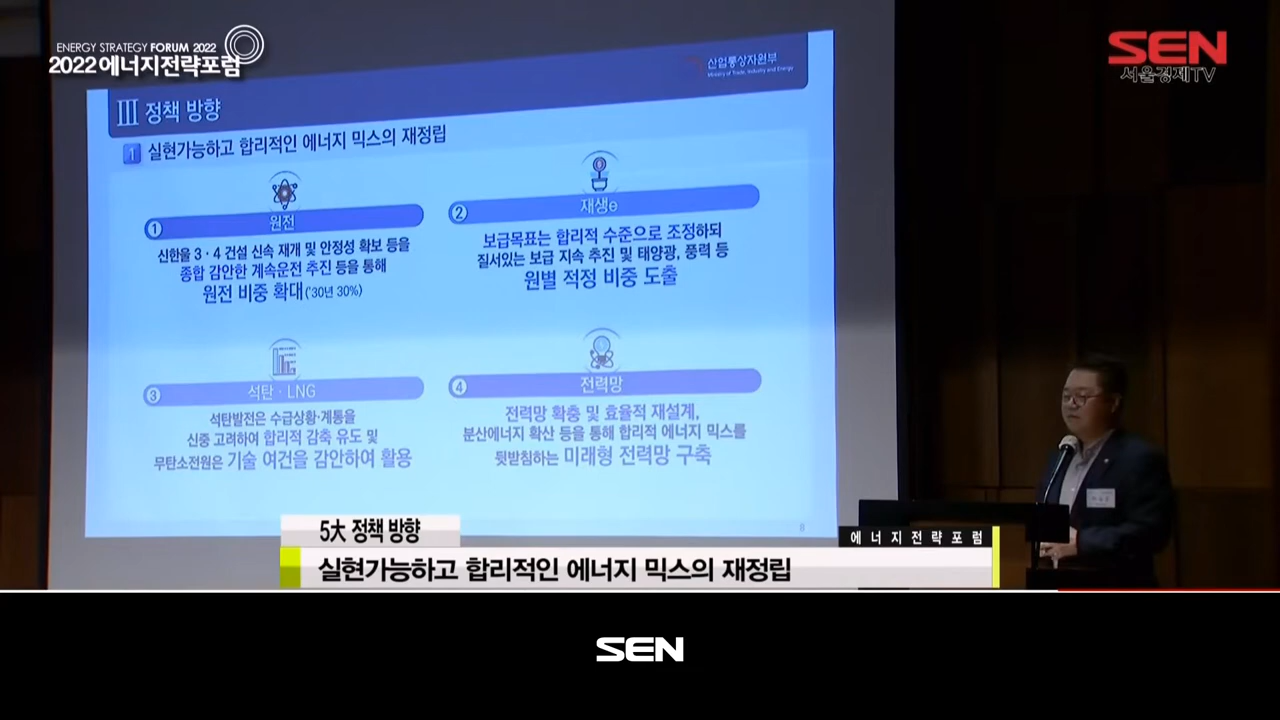 ENERGY STRATEGY FORUM 2022
2022 에너지전략포럼
SEN
서울경제TV
산업통상자원부
Ministry of Trade, Industry and Energy
Ⅲ 정책 방향
1 실현가능하고 합리적인 에너지 믹스의 재정립
① 원전
신한울 3·4 건설 신속 재개 및 안정성 확보 등을
종합 감안한 계속운전 추진 등을 통해
원전 비중 확대('30년 30%)
② 재생e
보급목표는 합리적 수준으로 조정하되
질서있는 보급 지속 추진 및 태양광, 풍력 등
원별 적정 비중 도출
③ 석탄·LNG
석탄발전은 수급상황·계통을
신중 고려하여 합리적 감축 유도 및
무탄소전원은 기술 여건을 감안하여 활용
④ 전력망
전력망 확충 및 효율적 재설계,
분산에너지 확산 등을 통해 합리적 에너지 믹스를
뒷받침하는 미래형 전력망 구축
8
5大 정책 방향
에너지전략포럼
실현가능하고 합리적인 에너지 믹스의 재정립
SEN